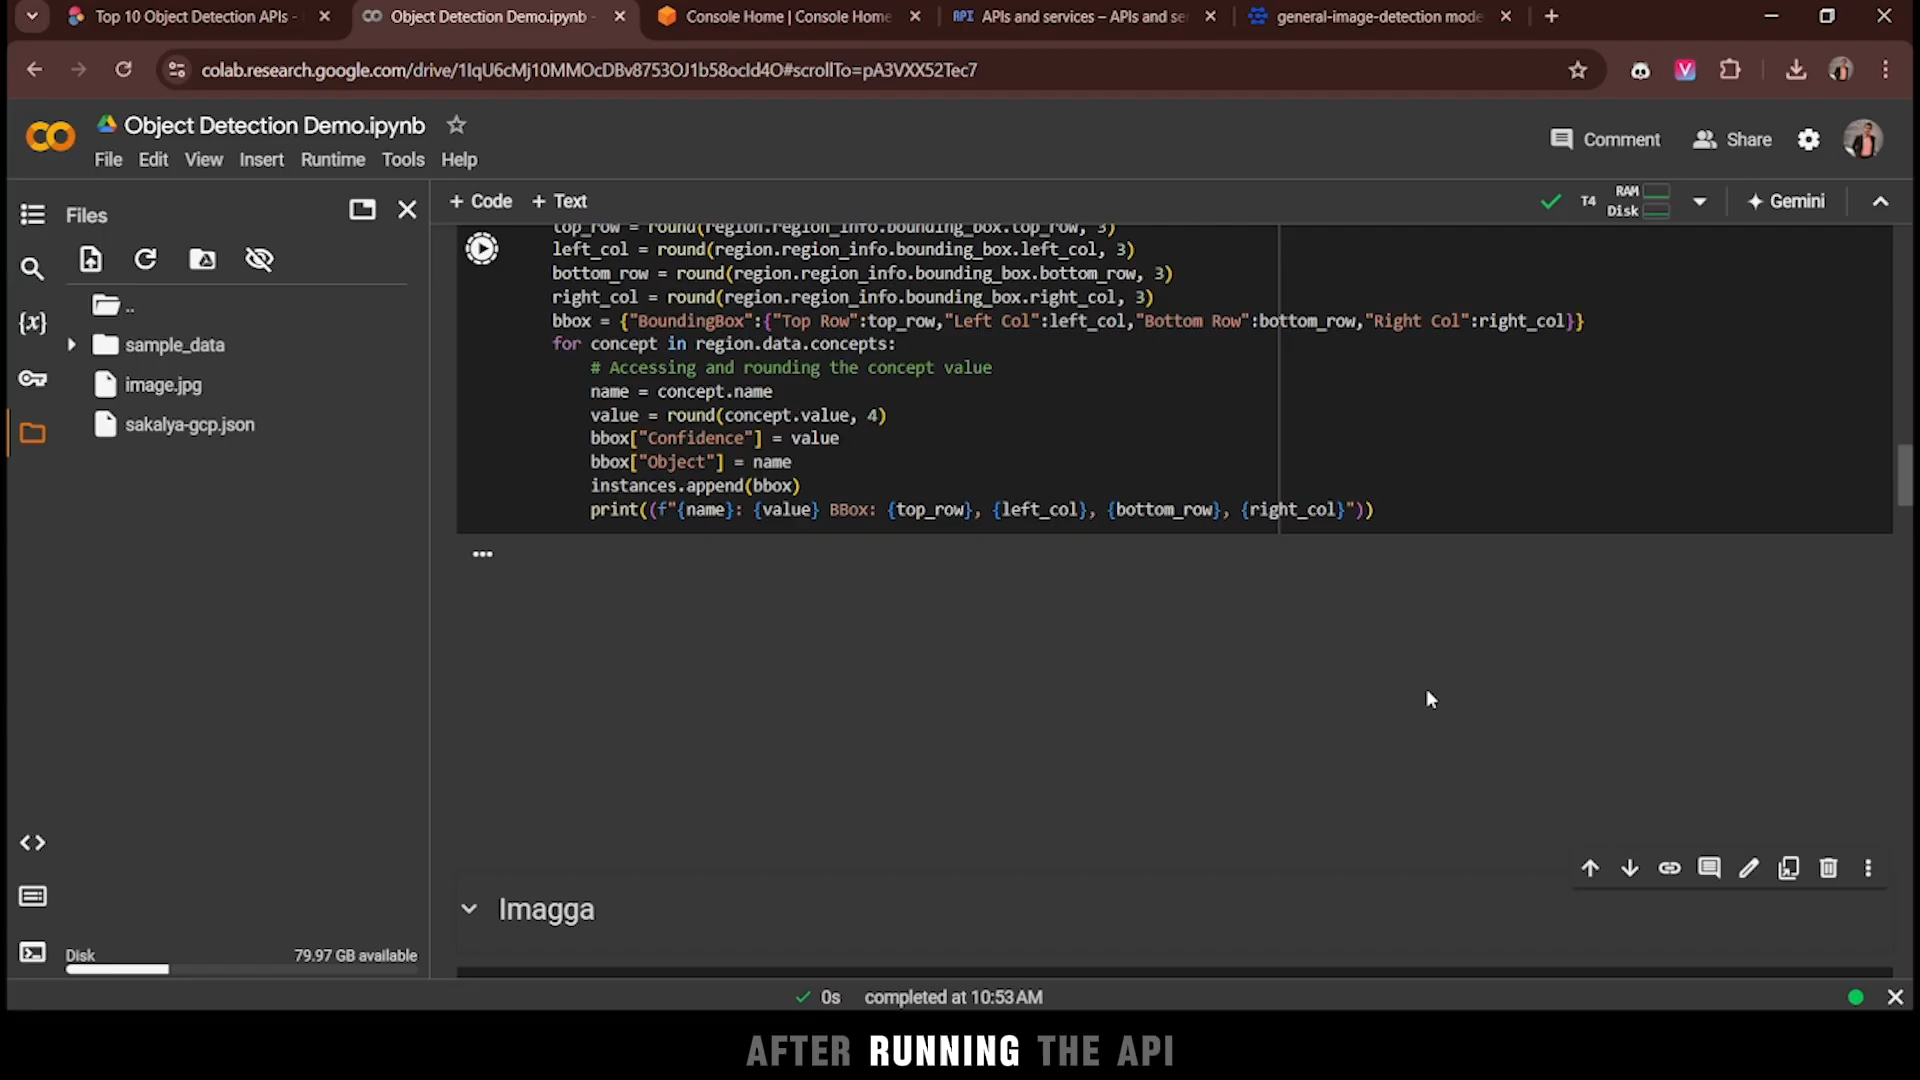 Top 10 Object Detection APIs -
Object Detection Demo.ipynb -
Console Home | Console Home
API APIs and services – APIs and se
general-image-detection mode
colab.research.google.com/drive/1IqU6cMj10MMOcDBv8753OJ1b58ocId4O#scrollTo=pA3VXX52Tec7
Object Detection Demo.ipynb
Comment
Share
File Edit View Insert Runtime Tools Help
Files
+ Code + Text
T4
RAM
Disk
Gemini
..
sample_data
image.jpg
sakalya-gcp.json
top_row = round(region.region_info.bounding_box.top_row, 3)
left_col = round(region.region_info.bounding_box.left_col, 3)
bottom_row = round(region.region_info.bounding_box.bottom_row, 3)
right_col = round(region.region_info.bounding_box.right_col, 3)
bbox = {"BoundingBox":{"Top Row":top_row,"Left Col":left_col,"Bottom Row":bottom_row,"Right Col":right_col}}
for concept in region.data.concepts:
# Accessing and rounding the concept value
name = concept.name
value = round(concept.value, 4)
bbox["Confidence"] = value
bbox["Object"] = name
instances.append(bbox)
print((f"{name}: {value} BBox: {top_row}, {left_col}, {bottom_row}, {right_col}"))
Imagga
Disk
79.97 GB available
0s completed at 10:53 AM
AFTER RUNNING THE API